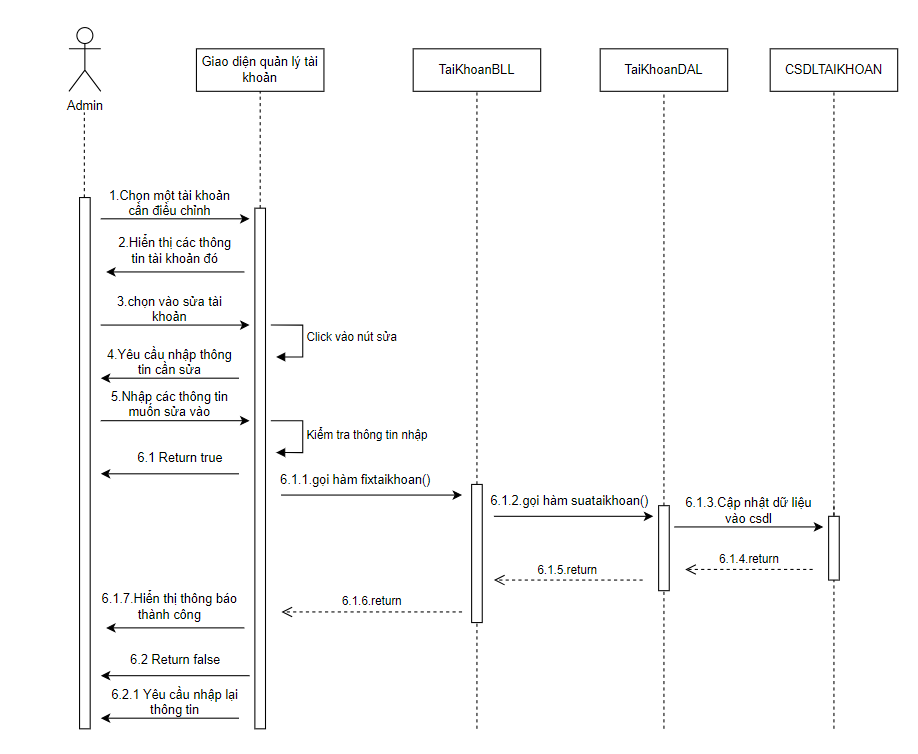 Giao diện quản lý tài
khoản
TaiKhoanBLL
TaiKhoanDAL
CSDLTAIKHOAN
Admin
1.Chọn một tài khoản
cần điều chỉnh
2.Hiển thị các thông
tin tài khoản đó
3.chọn vào sửa tài
khoản
Click vào nút sửa
4.Yêu cầu nhập thông
tin cần sửa
5.Nhập các thông tin
muốn sửa vào
Kiểm tra thông tin nhập
6.1 Return true
6.1.1.gọi hàm fixtaikhoan()
6.1.2.gọi hàm suataikhoan()
6.1.3.Cập nhật dữ liệu
vào csdl
6.1.4.return
6.1.5.return
6.1.6.return
6.1.7.Hiển thị thông báo
thành công
6.2 Return false
6.2.1 Yêu cầu nhập lại
thông tin